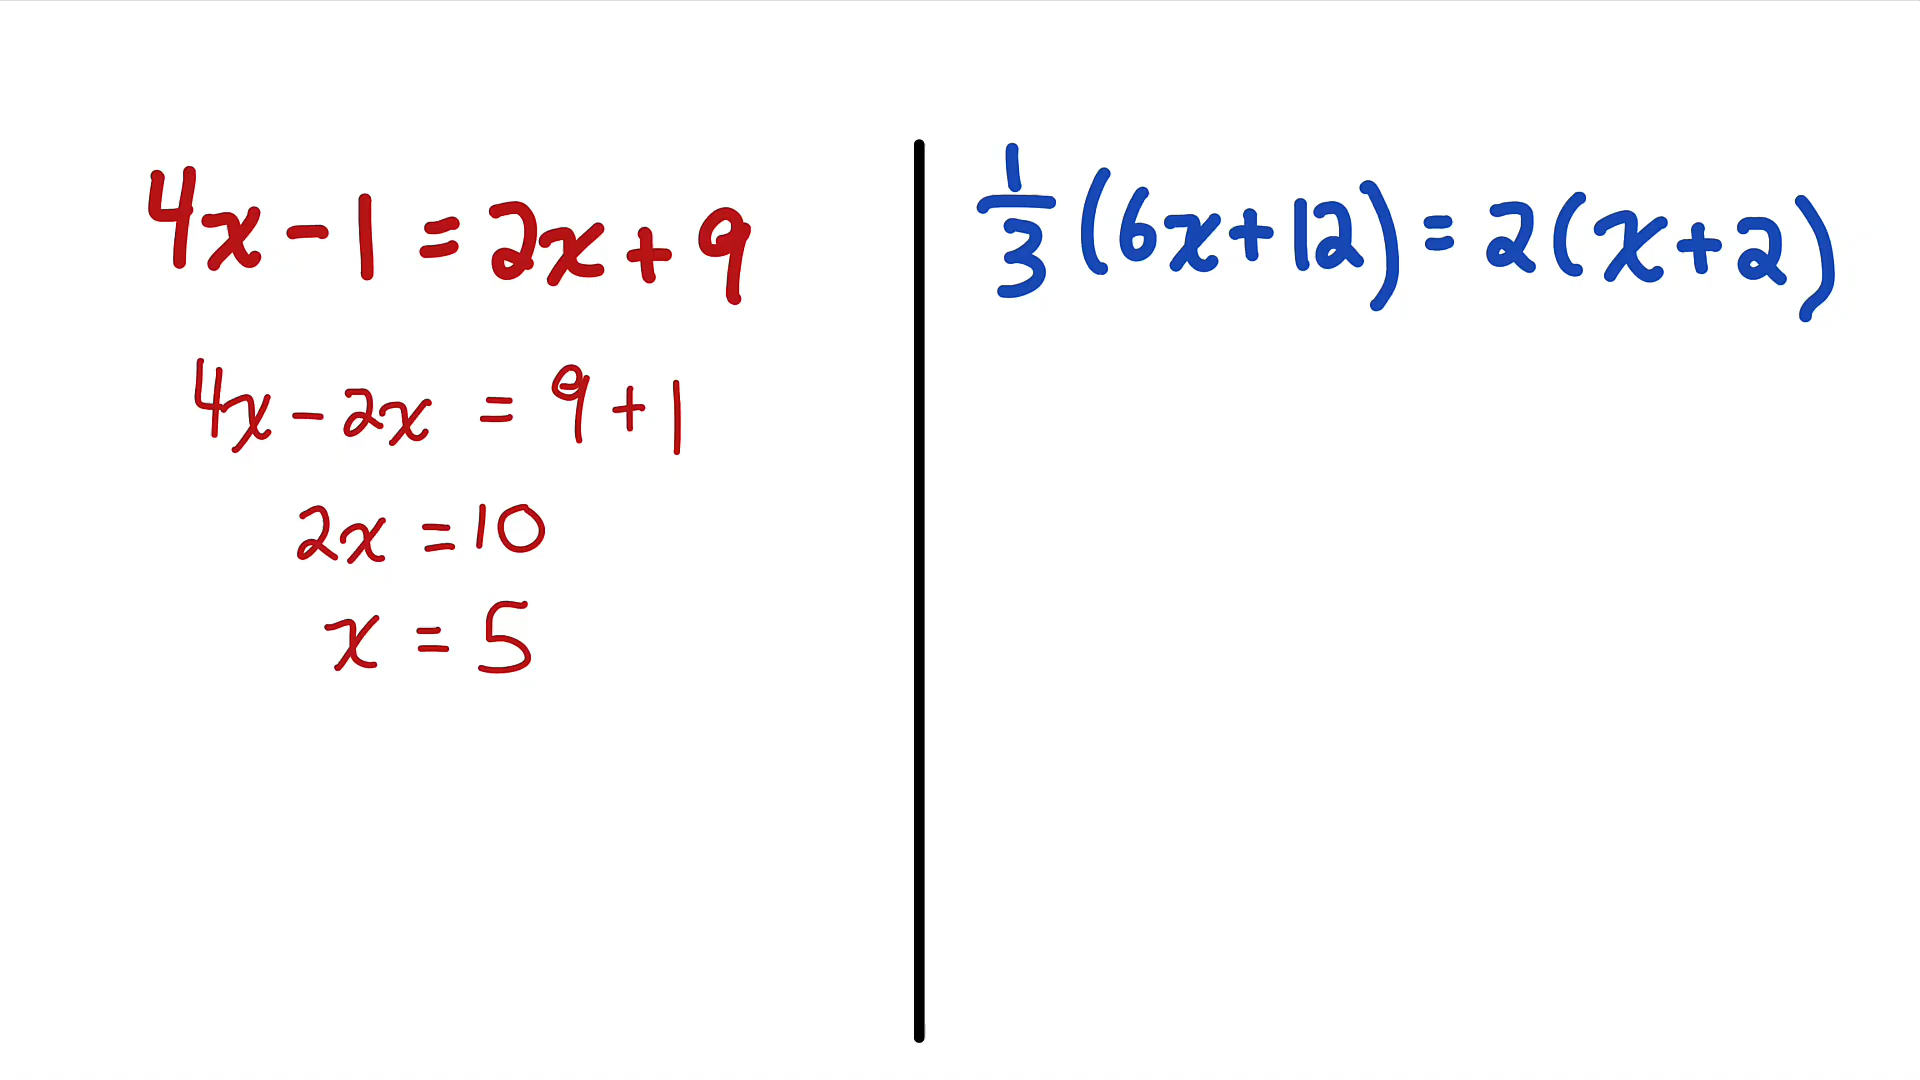 4x - 1 = 2x + 9
4x - 2x = 9 + 1
2x = 10
x = 5
1/3 (6x + 12) = 2(x + 2)